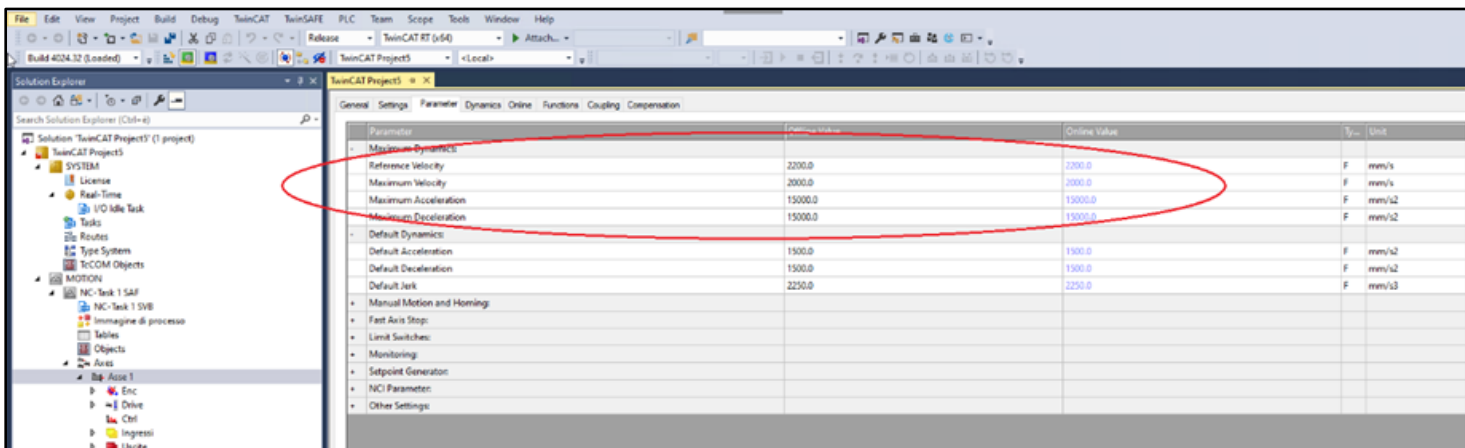 File Edit View Project Build Debug TwinCAT TwinSAFE PLC Team Scope Tools Window Help
Release TwinCAT RT (x64) Attach...
Build 4024.32 (Loaded) TwinCAT Project5 <Local>
Solution Explorer
TwinCAT Project5
General Settings Parameter Dynamics Online Functions Coupling Compensation
Search Solution Explorer (Ctrl+è)
Solution 'TwinCAT Project5' (1 project)
TwinCAT Project5
SYSTEM
License
Real-Time
I/O Idle Task
Tasks
Routes
Type System
TcCOM Objects
MOTION
NC-Task 1 SAF
NC-Task 1 SVB
Immagine di processo
Tables
Objects
Axes
Asse 1
Enc
Drive
Ctrl
Ingressi
Uscite
Parameter Offline Value Online Value Ty... Unit
- Maximum Dynamics:
Reference Velocity 2200.0 2200.0 F mm/s
Maximum Velocity 2000.0 2000.0 F mm/s
Maximum Acceleration 15000.0 15000.0 F mm/s2
Maximum Deceleration 15000.0 15000.0 F mm/s2
- Default Dynamics:
Default Acceleration 1500.0 1500.0 F mm/s2
Default Deceleration 1500.0 1500.0 F mm/s2
Default Jerk 2250.0 2250.0 F mm/s3
+ Manual Motion and Homing:
+ Fast Axis Stop:
+ Limit Switches:
+ Monitoring:
+ Setpoint Generator:
+ NCI Parameter:
+ Other Settings: